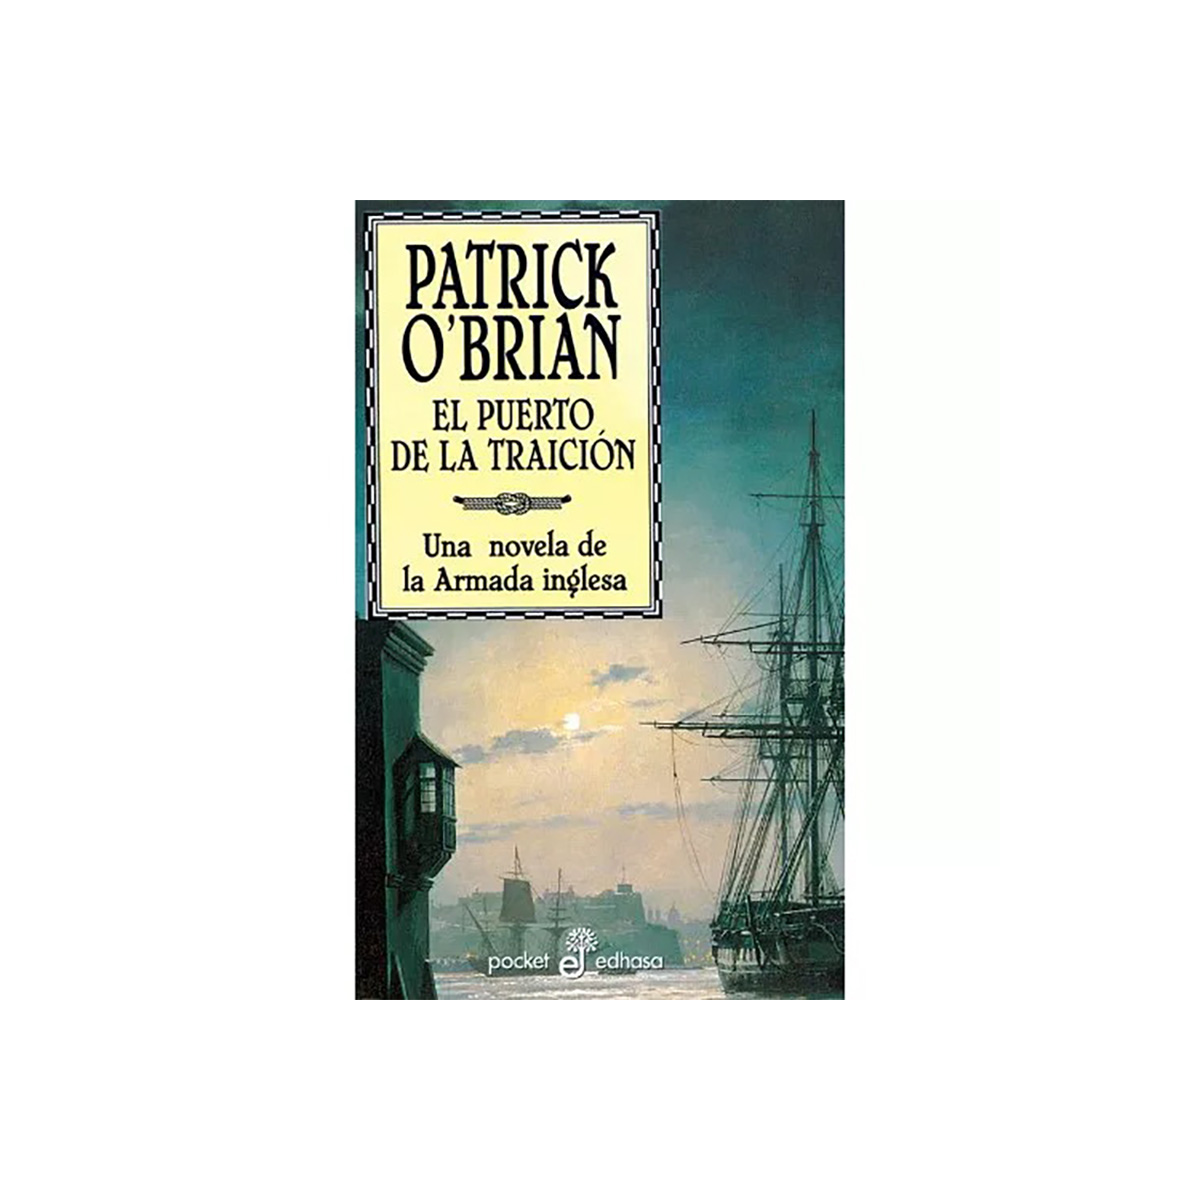 PATRICK
O'BRIAN
EL PUERTO
DE LA TRAICIÓN
Una novela de
la Armada inglesa
pocket edhasa